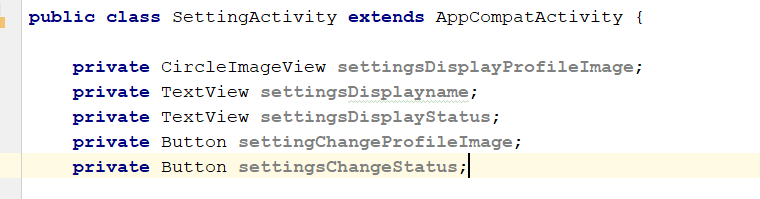 public class SettingActivity extends AppCompatActivity {
private CircleImageView settingsDisplayProfileImage;
private TextView settingsDisplayname;
private TextView settingsDisplayStatus;
private Button settingChangeProfileImage;
private Button settingsChangeStatus;